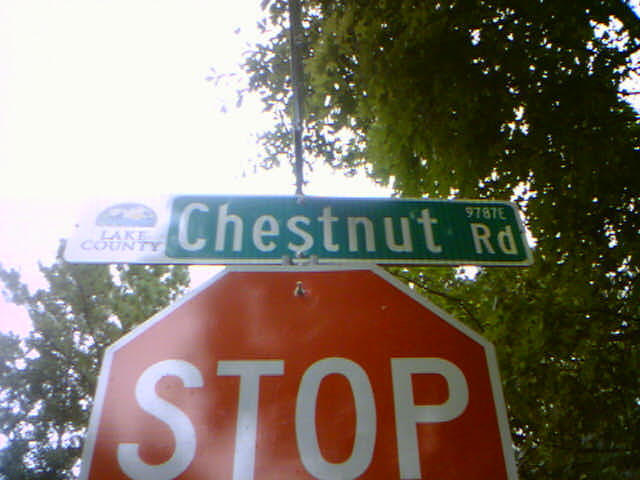 LAKE
COUNTY
Chestnut Rd
9787E
STOP